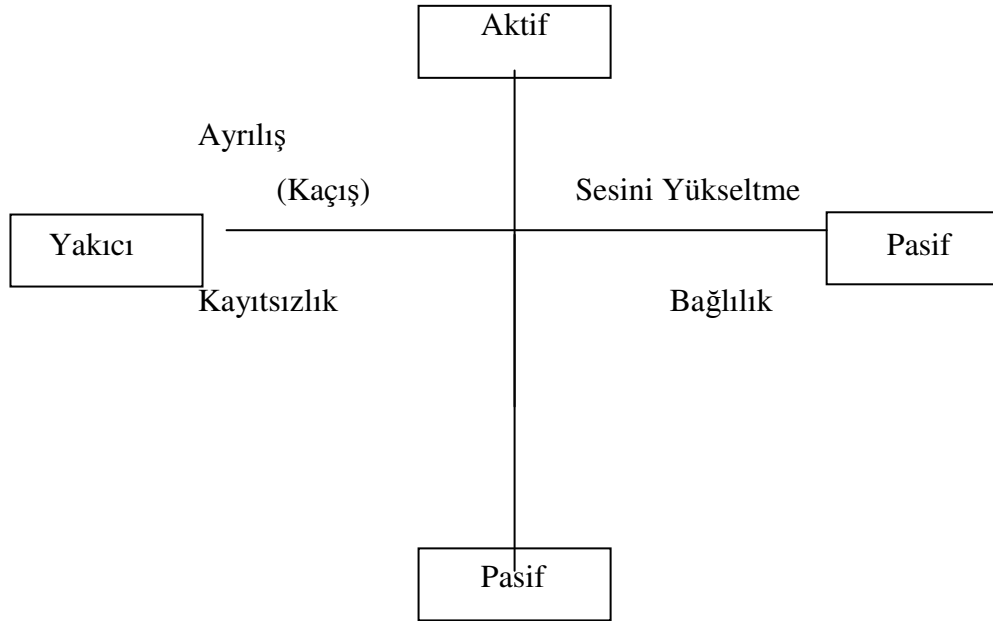 Aktif
Ayrılış
(Kaçış) Sesini Yükseltme
Yakıcı Pasif
Kayıtsızlık Bağlılık
Pasif